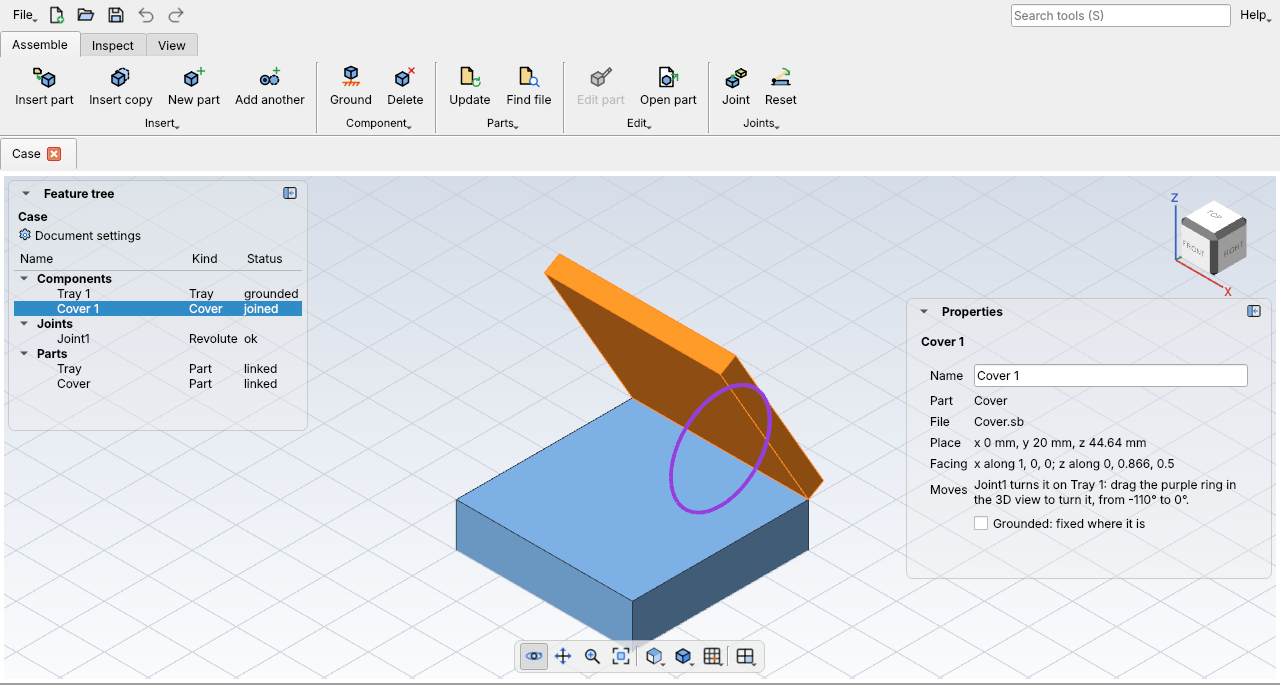 File
Search tools (S)
Help
Assemble
Inspect
View
Insert part
Insert copy
New part
Add another
Ground
Delete
Update
Find file
Edit part
Open part
Joint
Reset
Insert
Component
Parts
Edit
Joints
Case
Feature tree
Case
Document settings
Name Kind Status
Components
Tray 1 Tray grounded
Cover 1 Cover joined
Joints
Joint1 Revolute ok
Parts
Tray Part linked
Cover Part linked
Z
TOP
FRONT
RIGHT
X
Properties
Cover 1
Name Cover 1
Part Cover
File Cover.sb
Place x 0 mm, y 20 mm, z 44.64 mm
Facing x along 1, 0, 0; z along 0, 0.866, 0.5
Moves Joint1 turns it on Tray 1: drag the purple ring in
the 3D view to turn it, from -110° to 0°.
Grounded: fixed where it is